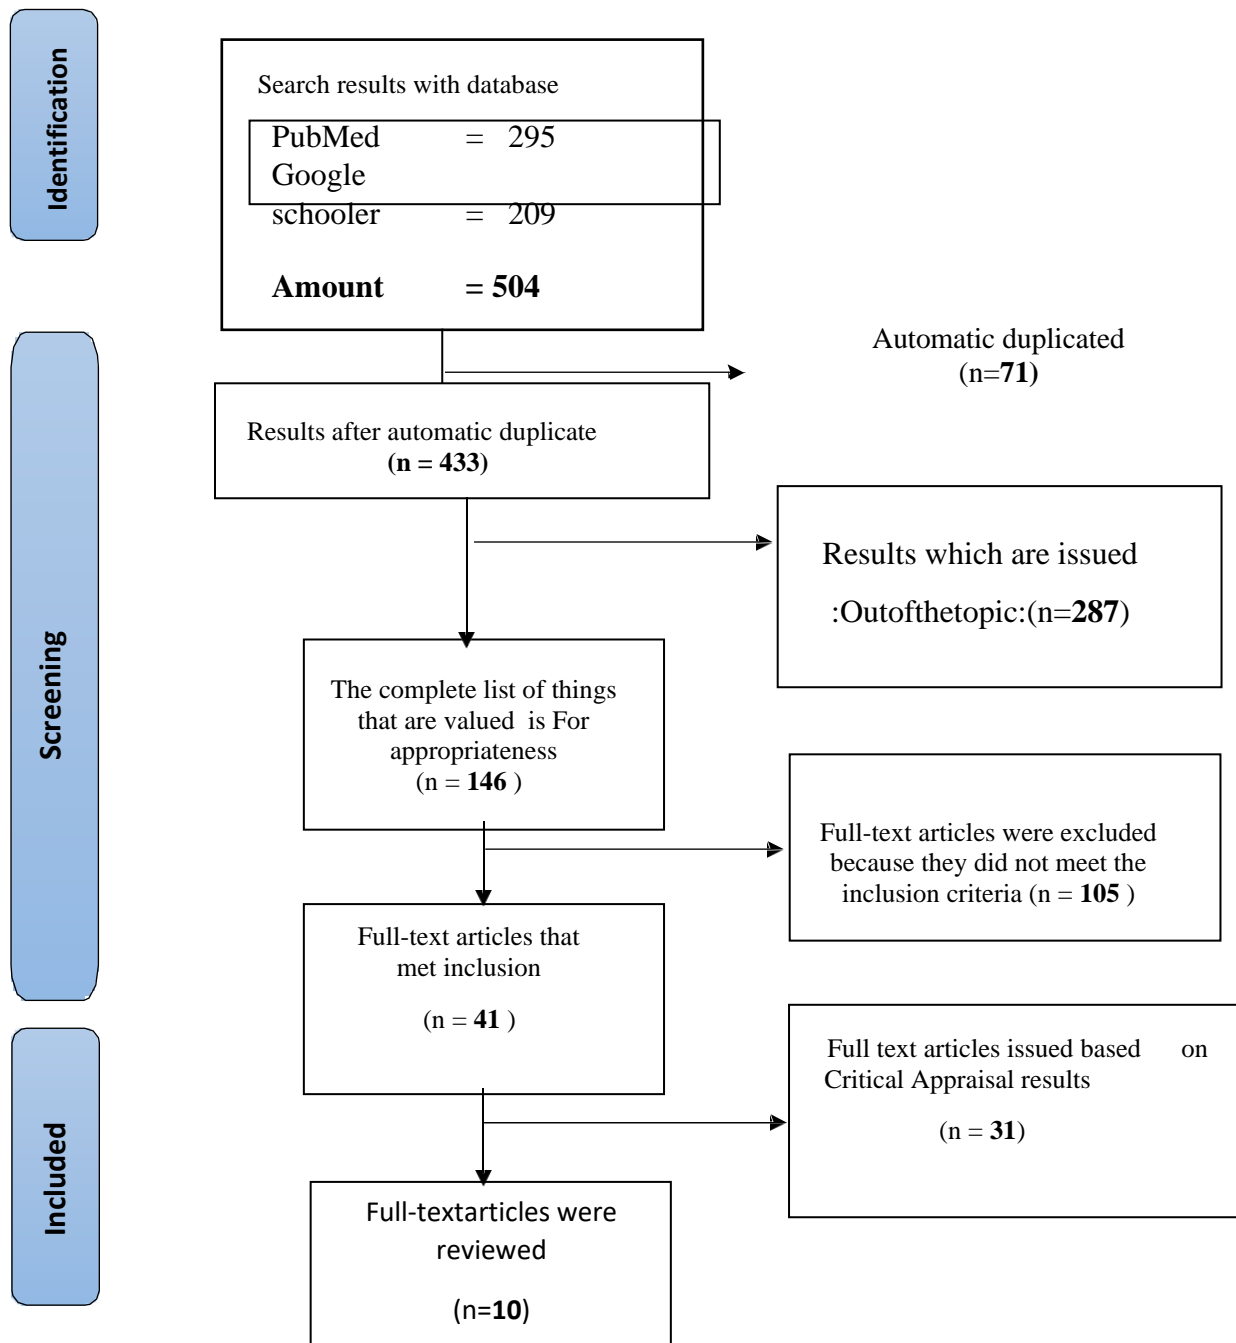 Identification
Search results with database
PubMed = 295
Google
schooler = 209
Amount = 504
Automatic duplicated
(n=71)
Results after automatic duplicate
(n = 433)
Screening
Results which are issued
:Outofthetopic:(n=287)
The complete list of things
that are valued is For
appropriateness
(n = 146 )
Full-text articles were excluded
because they did not meet the
inclusion criteria (n = 105 )
Full-text articles that
met inclusion
(n = 41 )
Included
Full text articles issued based on
Critical Appraisal results
(n = 31)
Full-textarticles were
reviewed
(n=10)